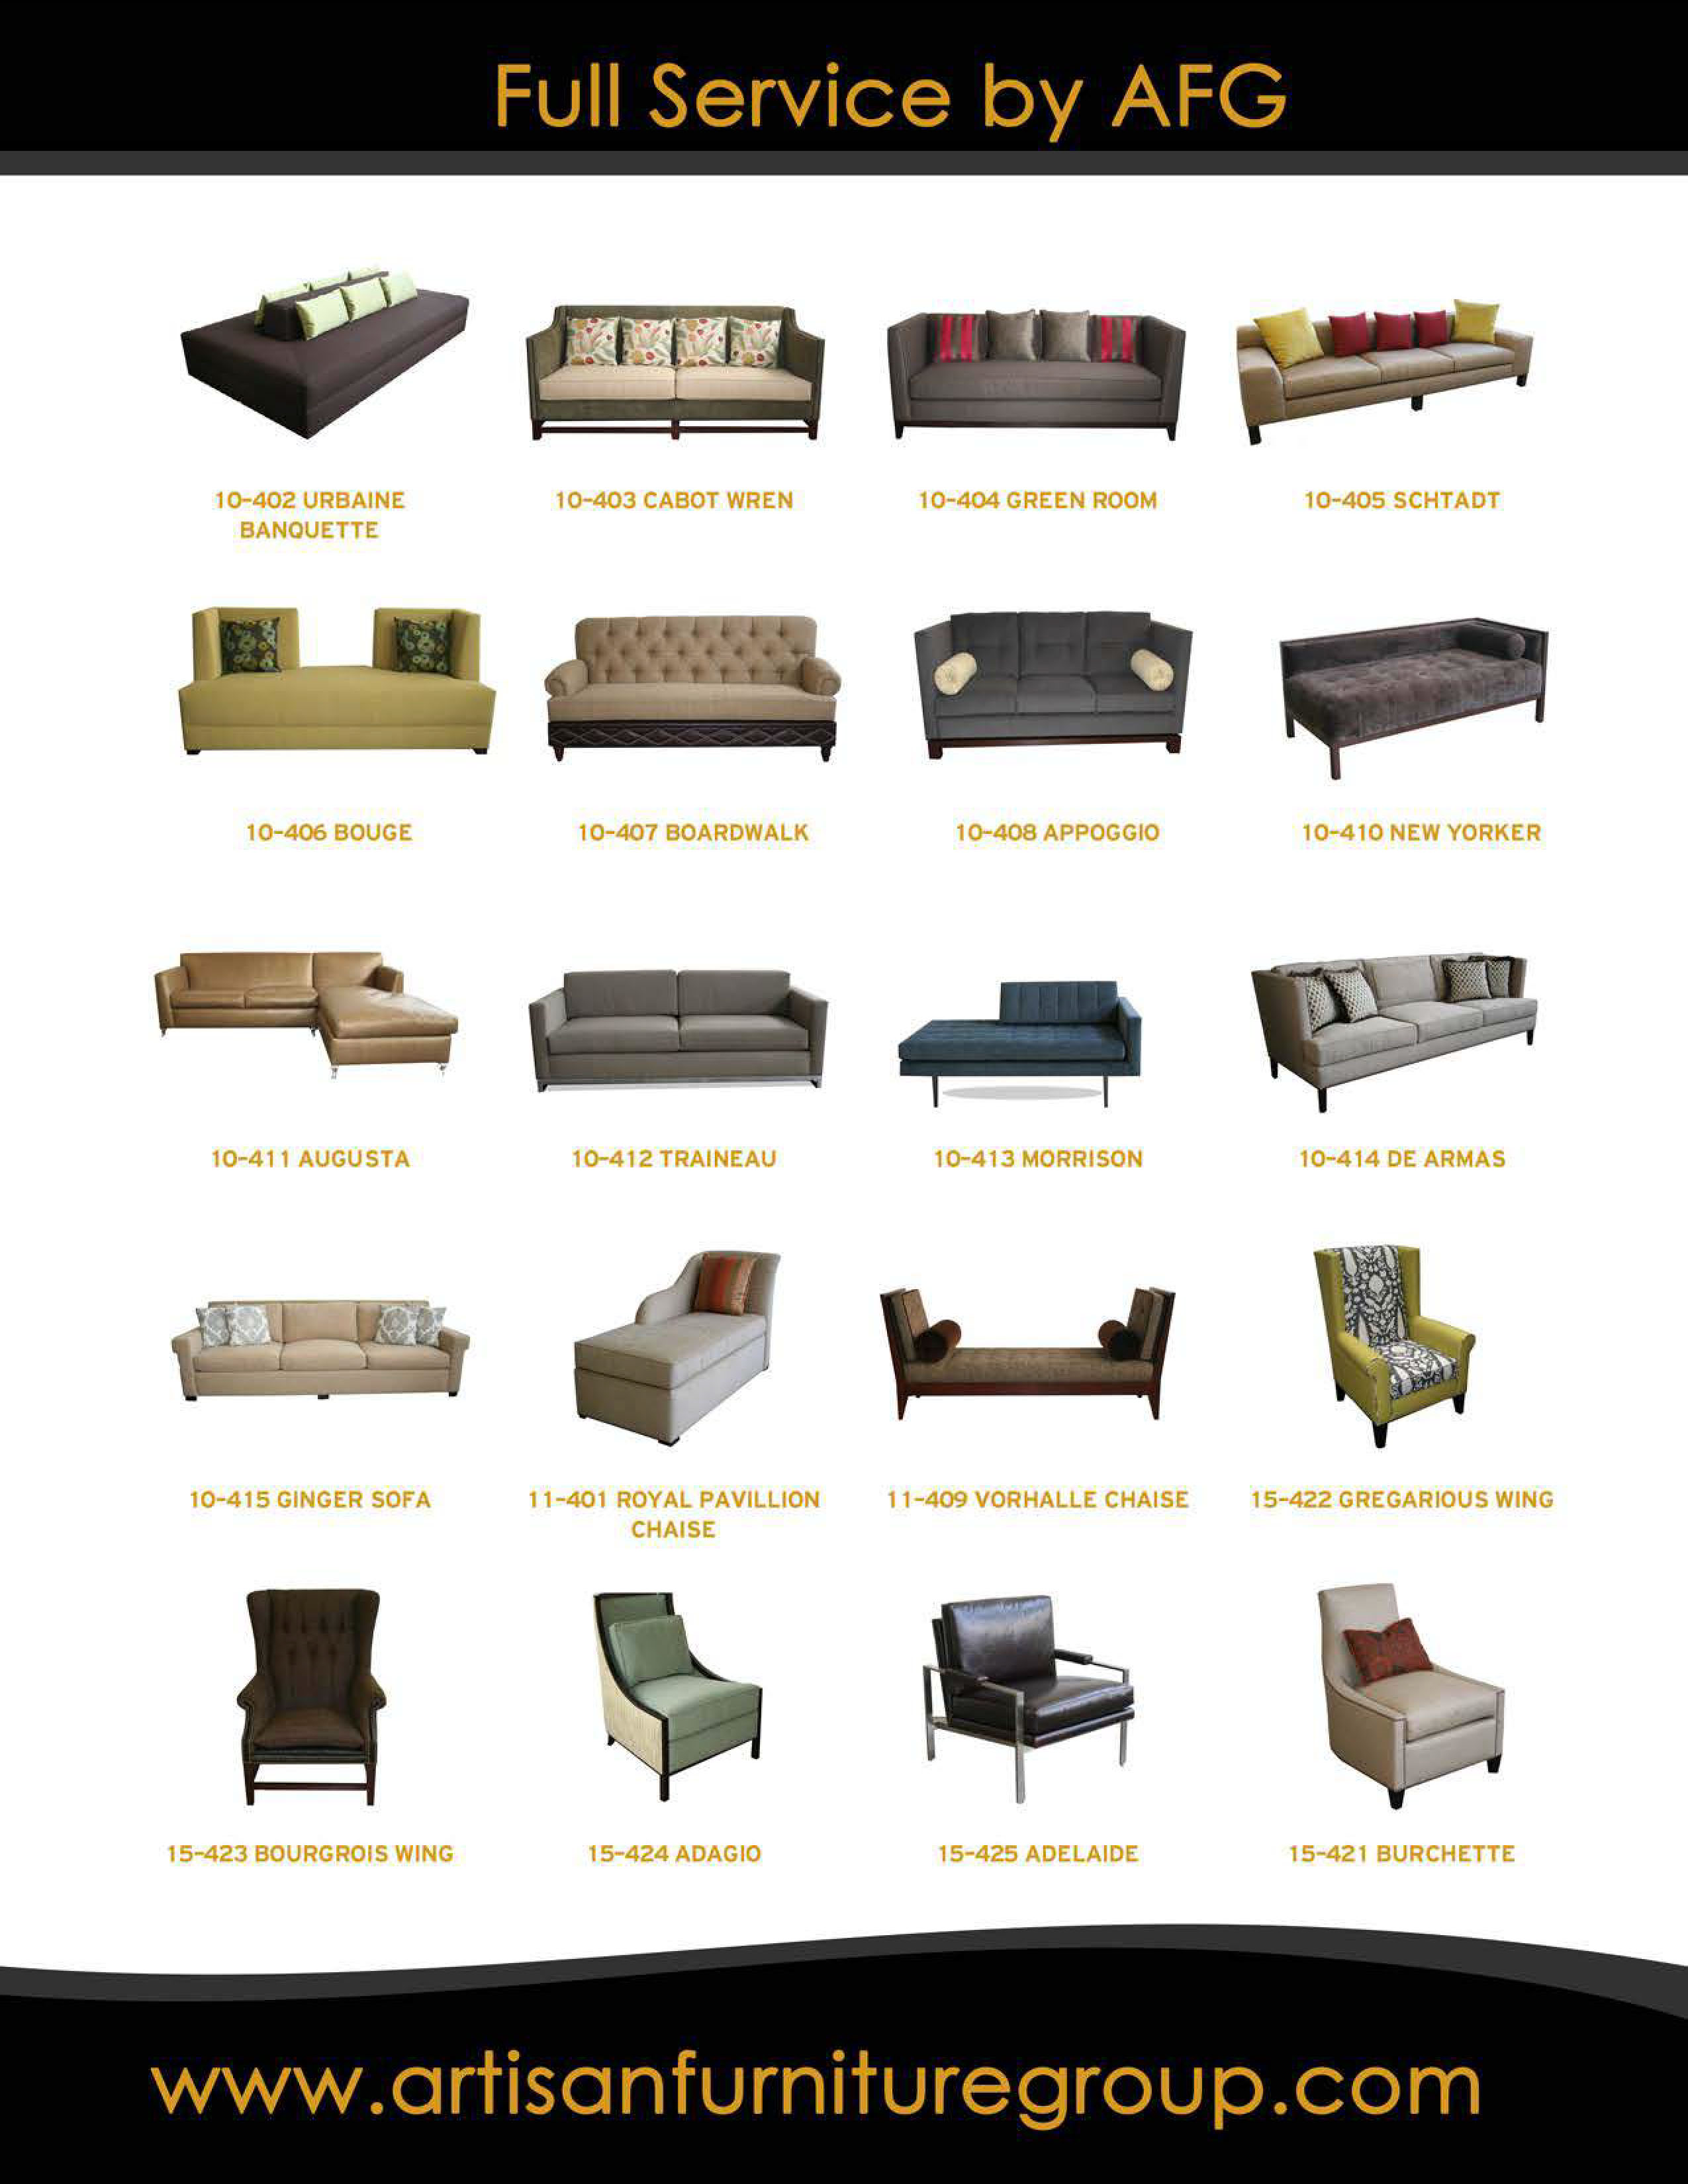 Full Service by AFG
10-402 URBAINE
BANQUETTE
10-403 CABOT WREN
10-404 GREEN ROOM
10-405 SCHTADT
10-406 BOUGE
10-407 BOARDWALK
10-408 APPOGGIO
10-410 NEW YORKER
10-411 AUGUSTA
10-412 TRAINEAU
10-413 MORRISON
10-414 DE ARMAS
10-415 GINGER SOFA
11-401 ROYAL PAVILLION
CHAISE
11-409 VORHALLE CHAISE
15-422 GREGARIOUS WING
15-423 BOURGROIS WING
15-424 ADAGIO
15-425 ADELAIDE
15-421 BURCHETTE
www.artisanfurnituregroup.com